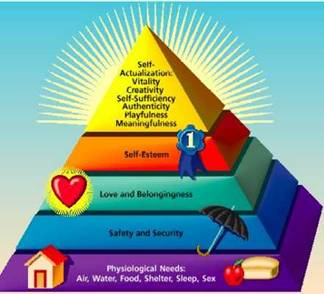 Self-
Actualization:
Vitality
Creativity
Self-Sufficiency
Authenticity
Playfulness
Meaningfulness
1
Self-Esteem
Love and Belongingness
Safety and Security
Physiological Needs:
Air, Water, Food, Shelter, Sleep, Sex